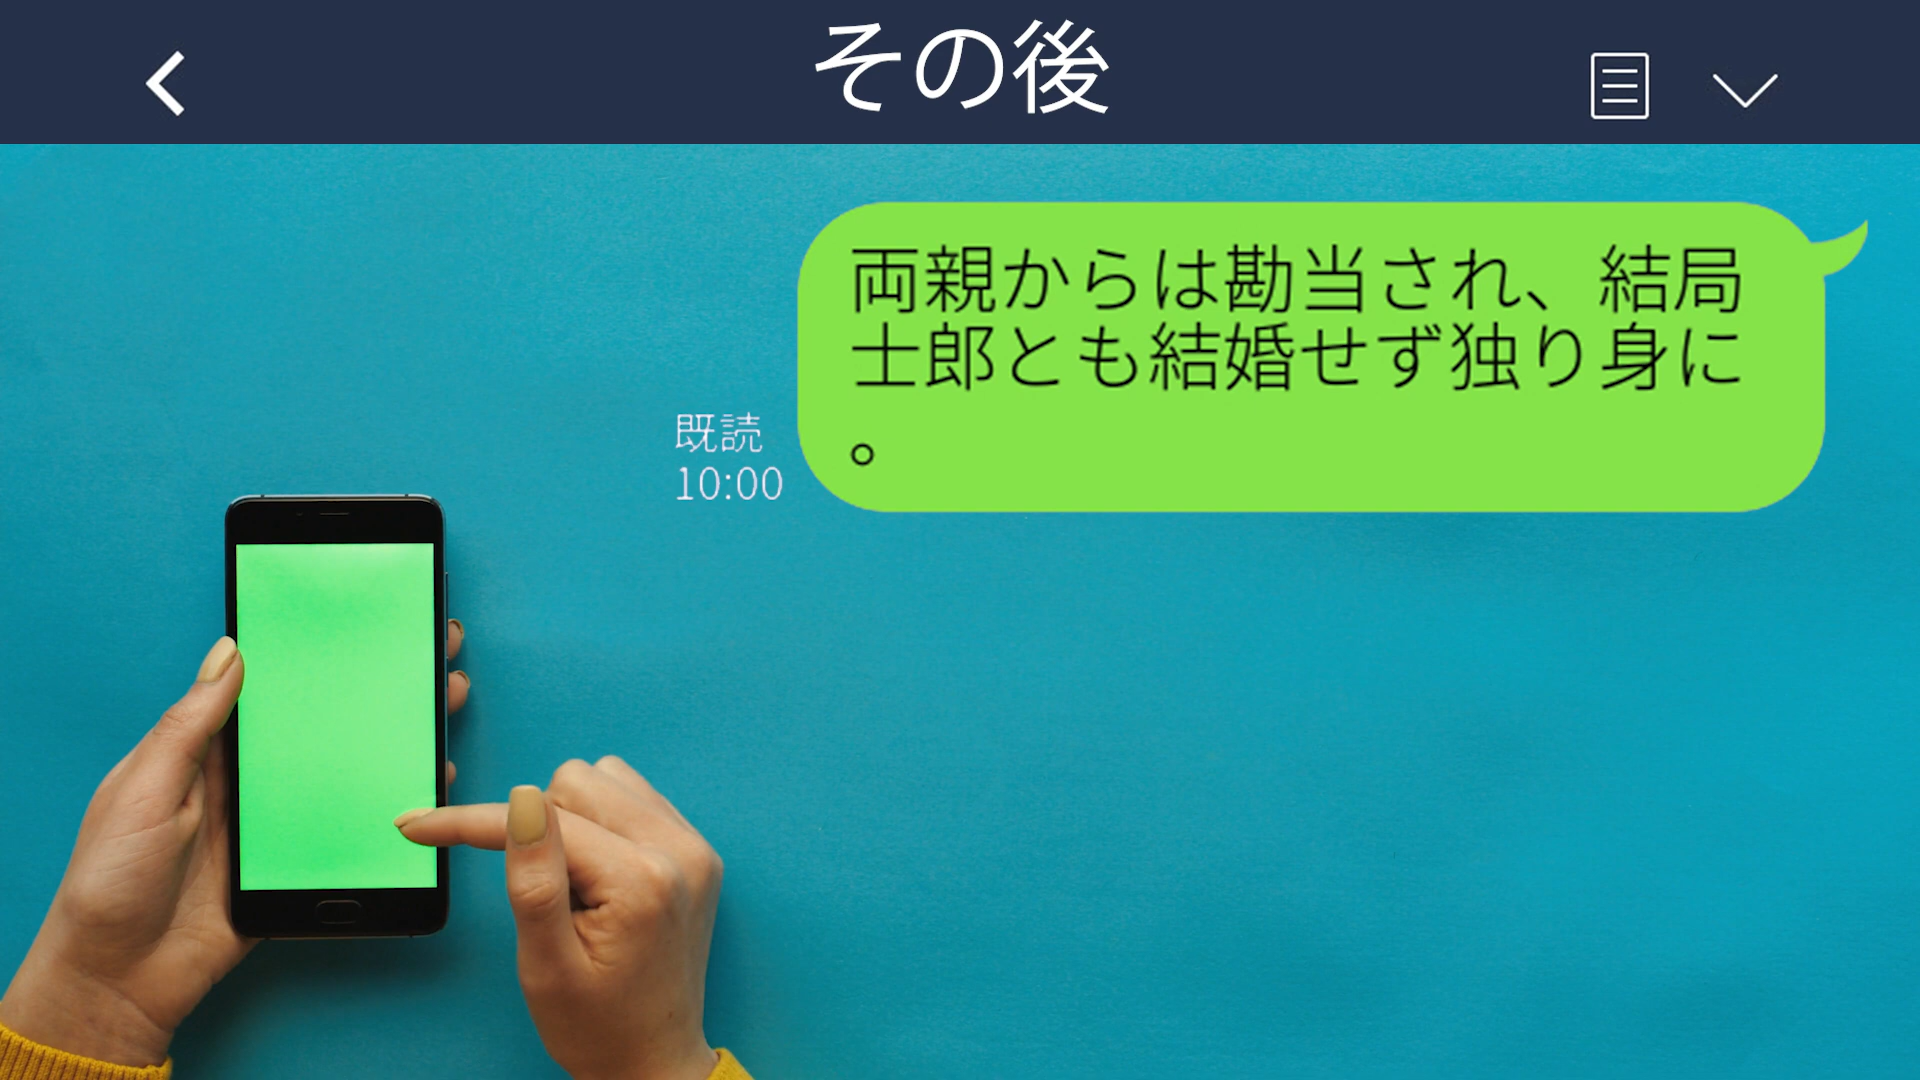 その後
両親からは勘当され、結局
士郎とも結婚せず独り身に
。
既読
10:00